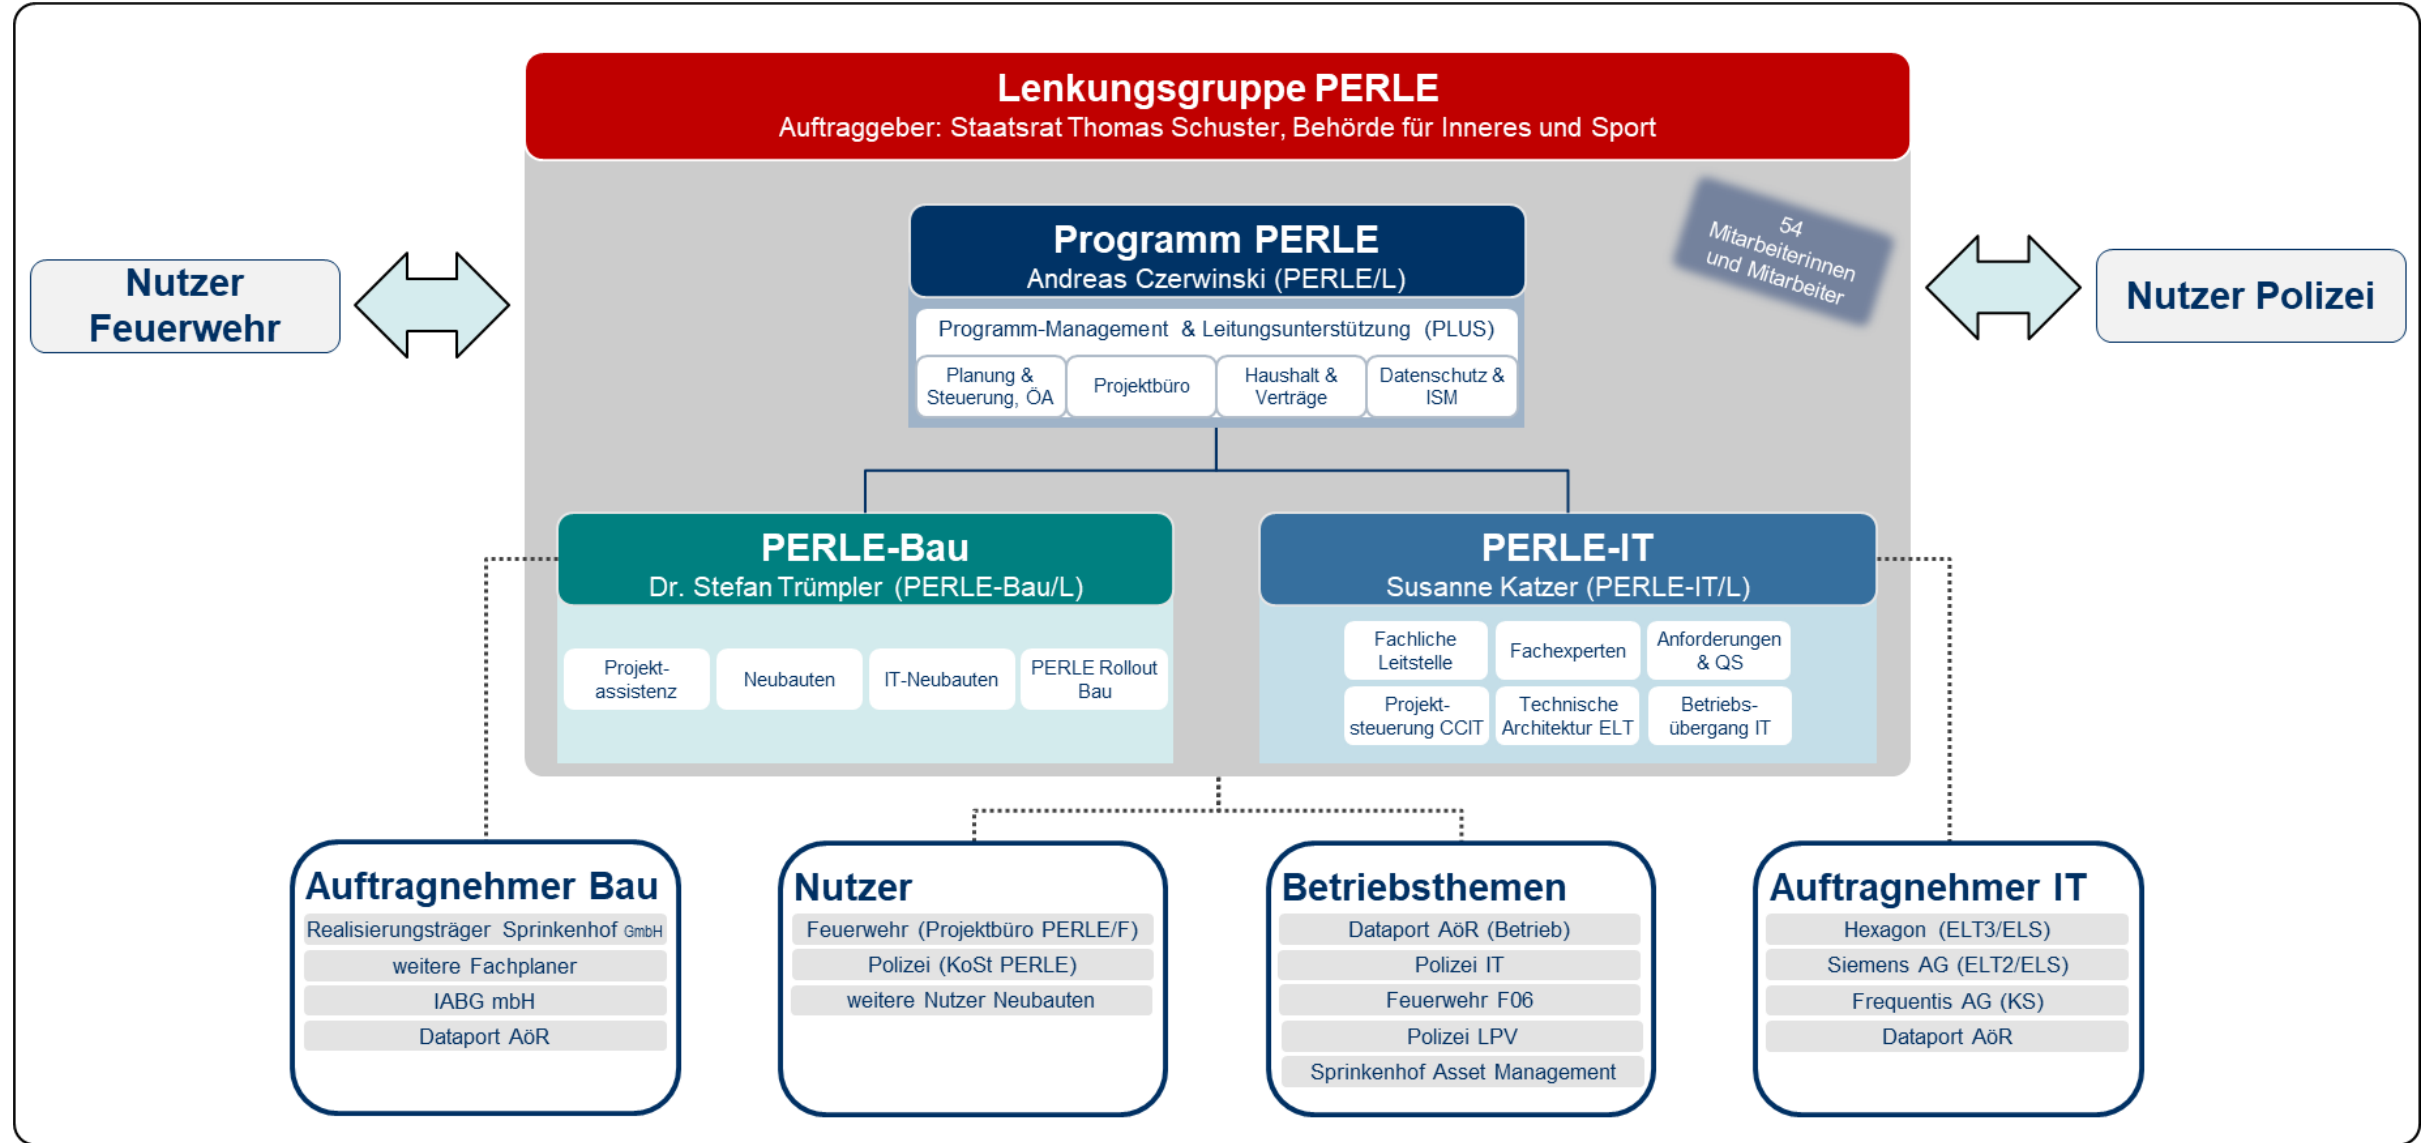 Lenkungsgruppe PERLE
Auftraggeber: Staatsrat Thomas Schuster, Behörde für Inneres und Sport
54
Mitarbeiterinnen
und Mitarbeiter
Programm PERLE
Andreas Czerwinski (PERLE/L)
Nutzer
Feuerwehr
Nutzer Polizei
Programm-Management & Leitungsunterstützung (PLUS)
Planung &
Steuerung, ÖA
Projektbüro
Haushalt &
Verträge
Datenschutz &
ISM
PERLE-Bau
Dr. Stefan Trümpler (PERLE-Bau/L)
Projekt-
assistenz
Neubauten
IT-Neubauten
PERLE Rollout
Bau
PERLE-IT
Susanne Katzer (PERLE-IT/L)
Fachliche
Leitstelle
Fachexperten
Anforderungen
& QS
Projekt-
steuerung CCIT
Technische
Architektur ELT
Betriebs-
übergang IT
Auftragnehmer Bau
Realisierungsträger Sprinkenhof GmbH
weitere Fachplaner
IABG mbH
Dataport AöR
Nutzer
Feuerwehr (Projektbüro PERLE/F)
Polizei (KoSt PERLE)
weitere Nutzer Neubauten
Betriebsthemen
Dataport AöR (Betrieb)
Polizei IT
Feuerwehr F06
Polizei LPV
Sprinkenhof Asset Management
Auftragnehmer IT
Hexagon (ELT3/ELS)
Siemens AG (ELT2/ELS)
Frequentis AG (KS)
Dataport AöR